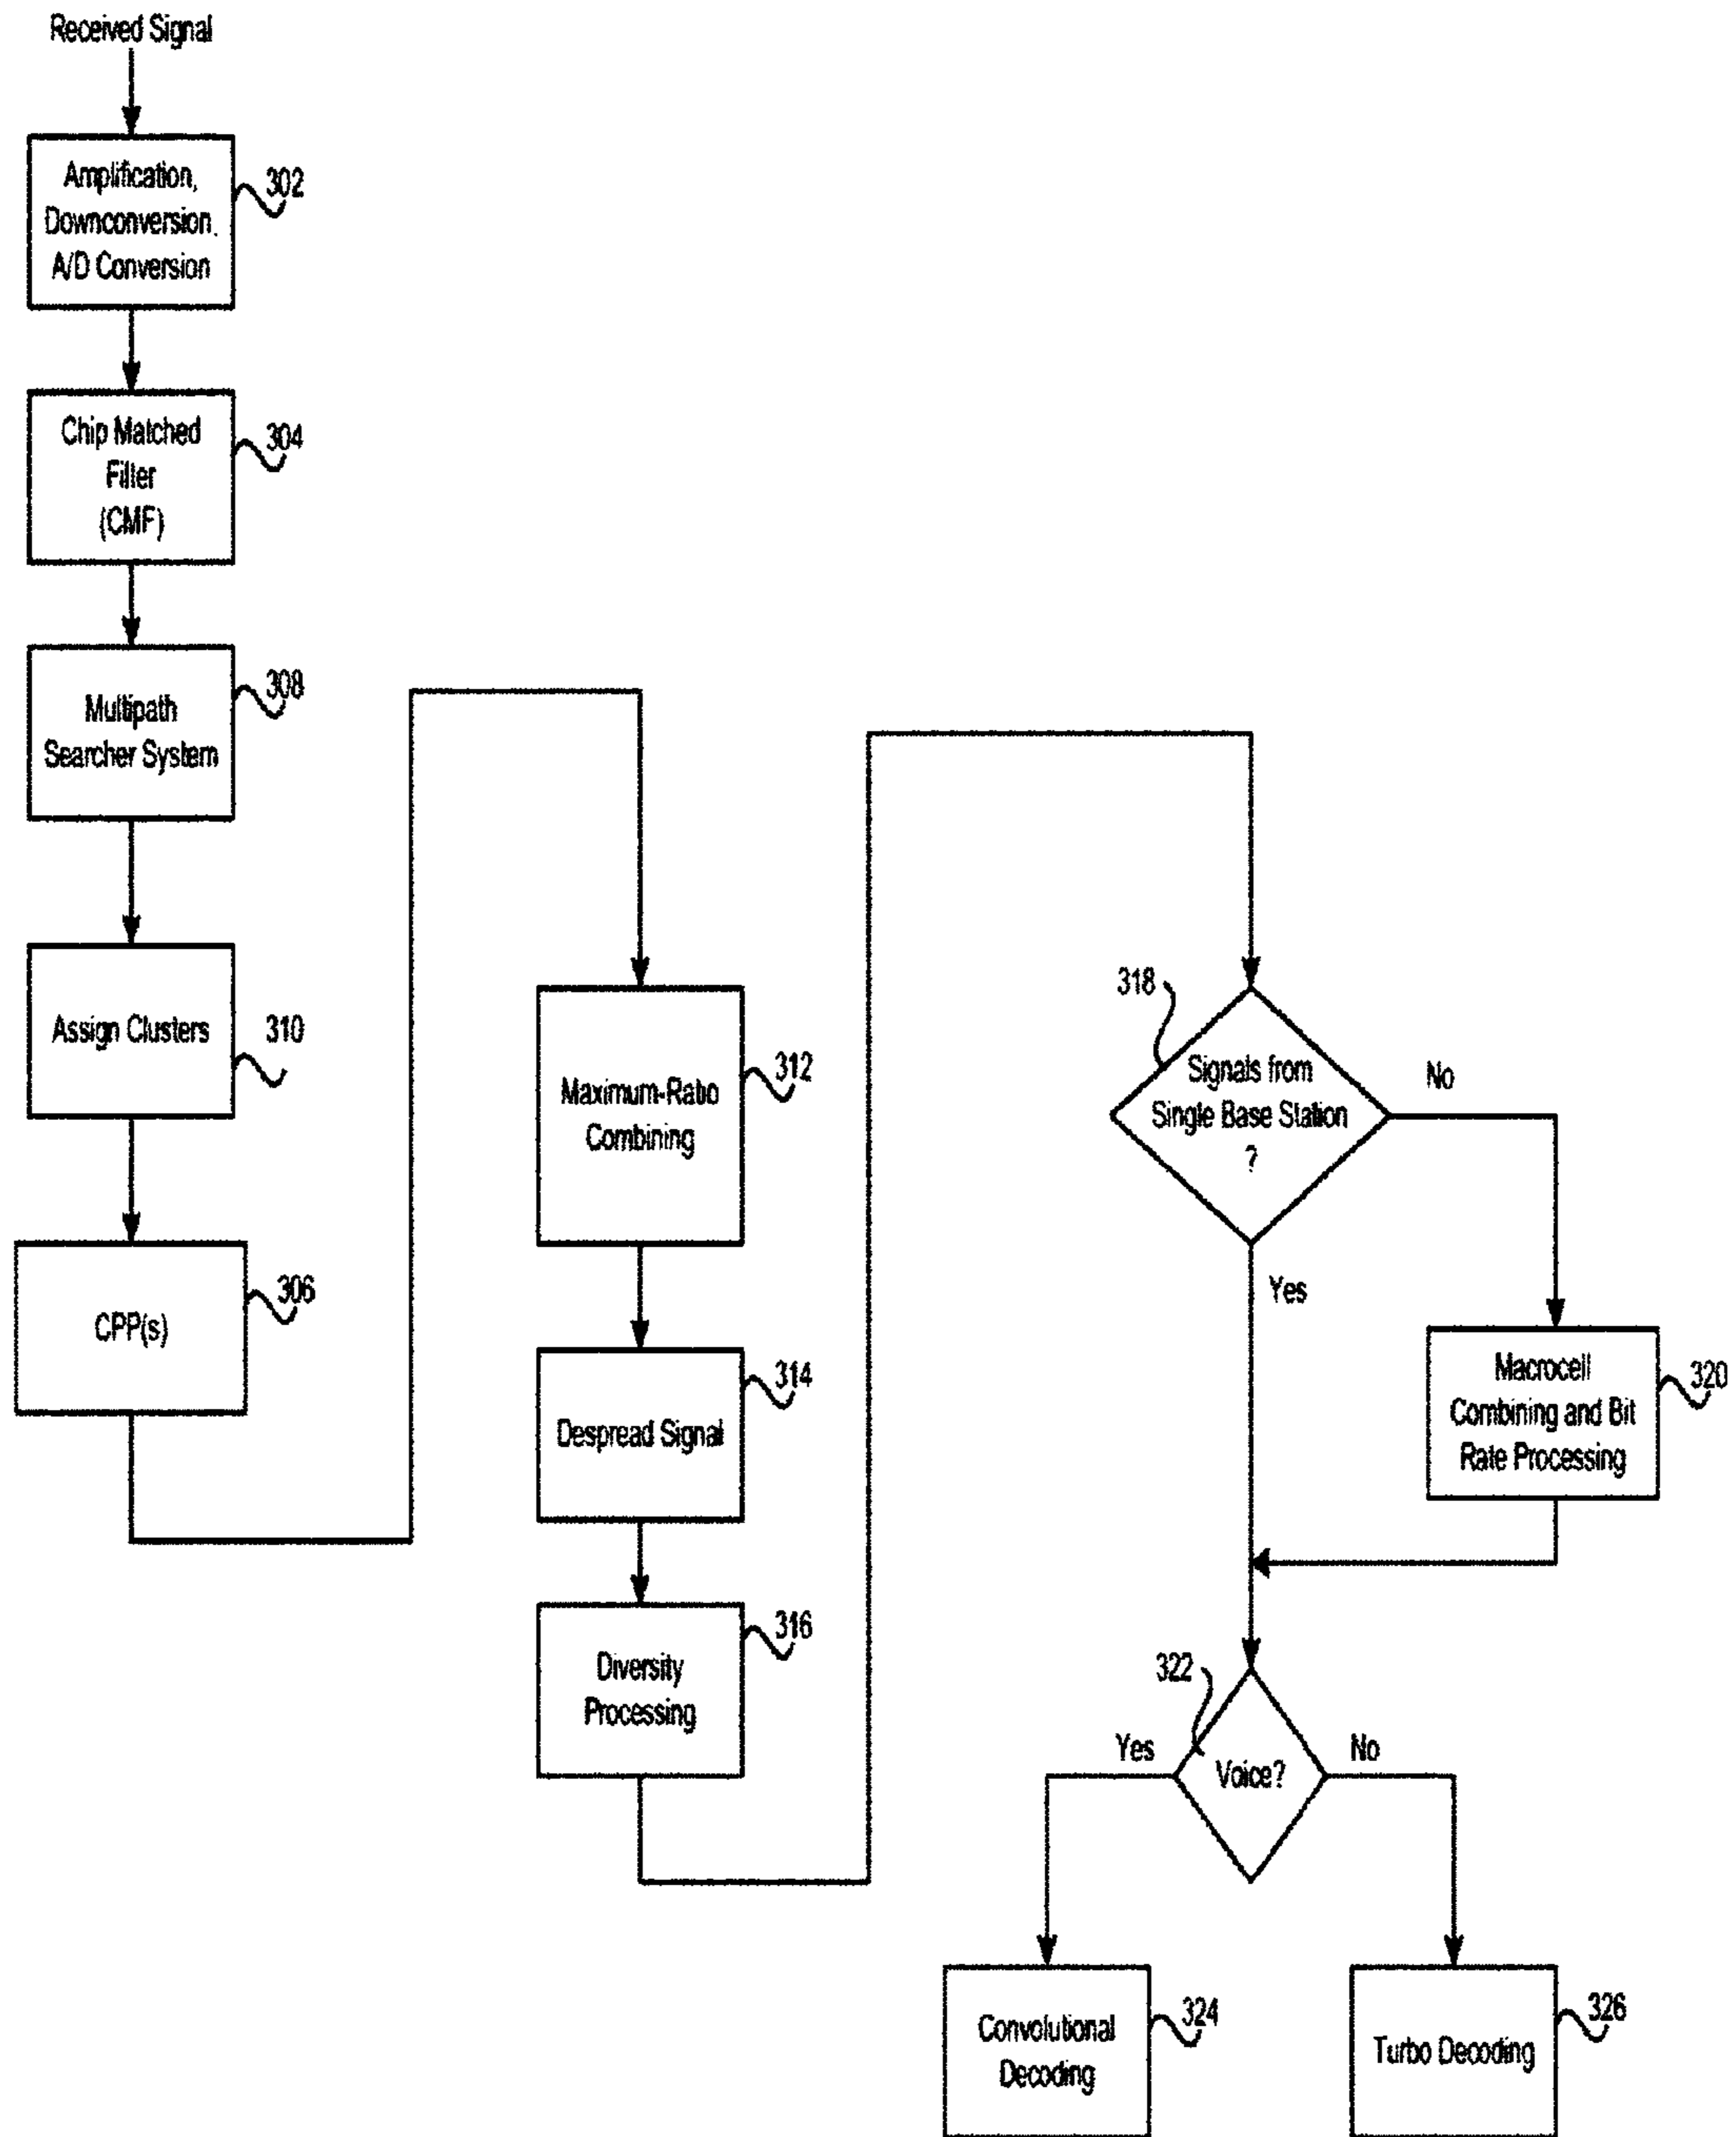 Received Signal
Amplification,
Downconversion,
A/D Conversion
302
Chip Matched
Filter
(CMF)
304
Multipath
Searcher System
308
Assign Clusters
310
CPP(s)
306
Maximum-Ratio
Combining
312
Despread Signal
314
Diversity
Processing
316
318
Signals from
Single Base Station
?
No
Yes
Macrocell
Combining and Bit
Rate Processing
320
322
Voice?
Yes
No
Convolutional
Decoding
324
Turbo Decoding
326